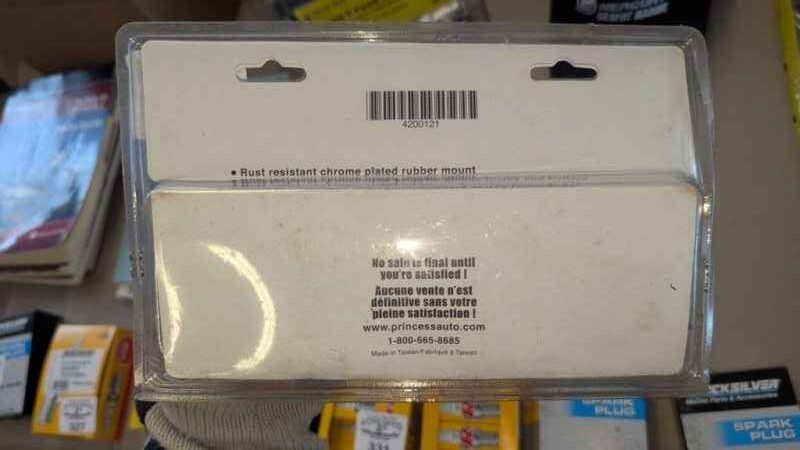 MERCURY
4200121
• Rust resistant chrome plated rubber mount
No sale is final until
you're satisfied !
Aucune vente n'est
définitive sans votre
pleine satisfaction !
www.princessauto.com
1-800-665-8685
Made in Taiwan/Fabriqué à Taiwan
QUICKSILVER
SPARK
PLUG
SPARK
PLUG